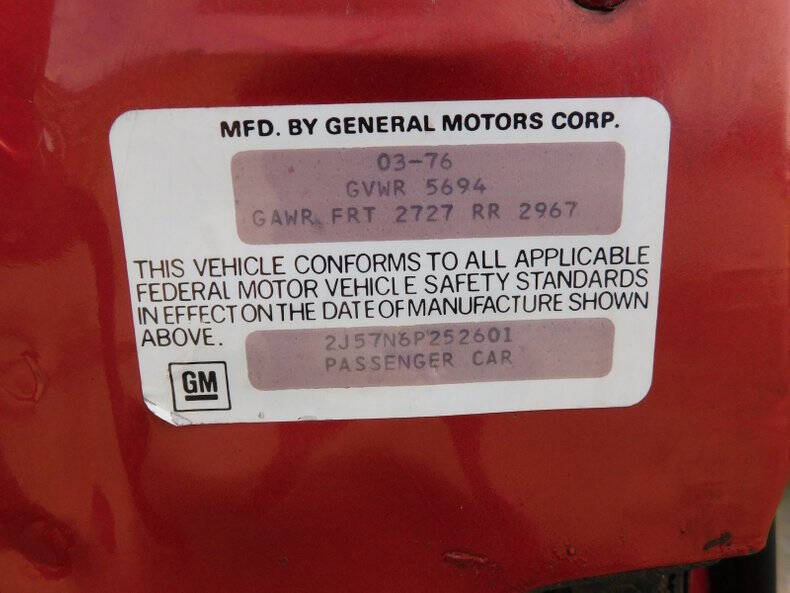 MFD. BY GENERAL MOTORS CORP.
03-76
GVWR 5694
GAWR FRT 2727 RR 2967
THIS VEHICLE CONFORMS TO ALL APPLICABLE
FEDERAL MOTOR VEHICLE SAFETY STANDARDS
IN EFFECT ON THE DATE OF MANUFACTURE SHOWN
ABOVE.
2J57N6P252601
PASSENGER CAR
GM